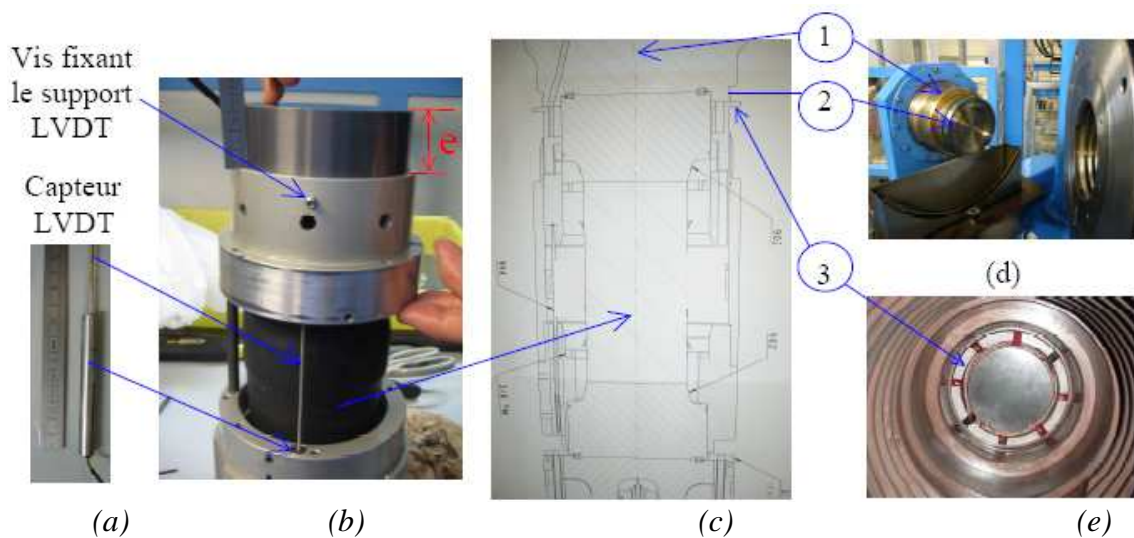 Vis fixant
le support
LVDT
Capteur
LVDT
e
1
2
3
(d)
(a)
(b)
(c)
(e)